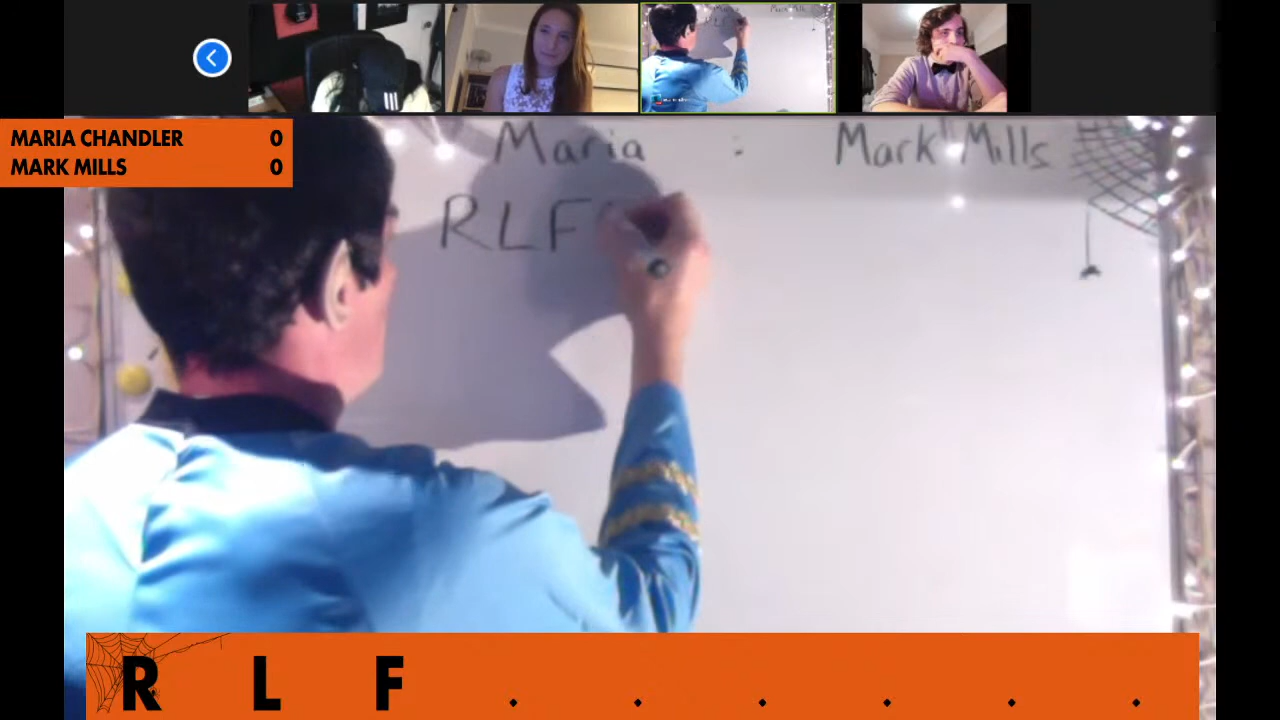 MARIA CHANDLER 0
MARK MILLS 0
Maria : Mark Mills
RLF
R L F . . . . . .